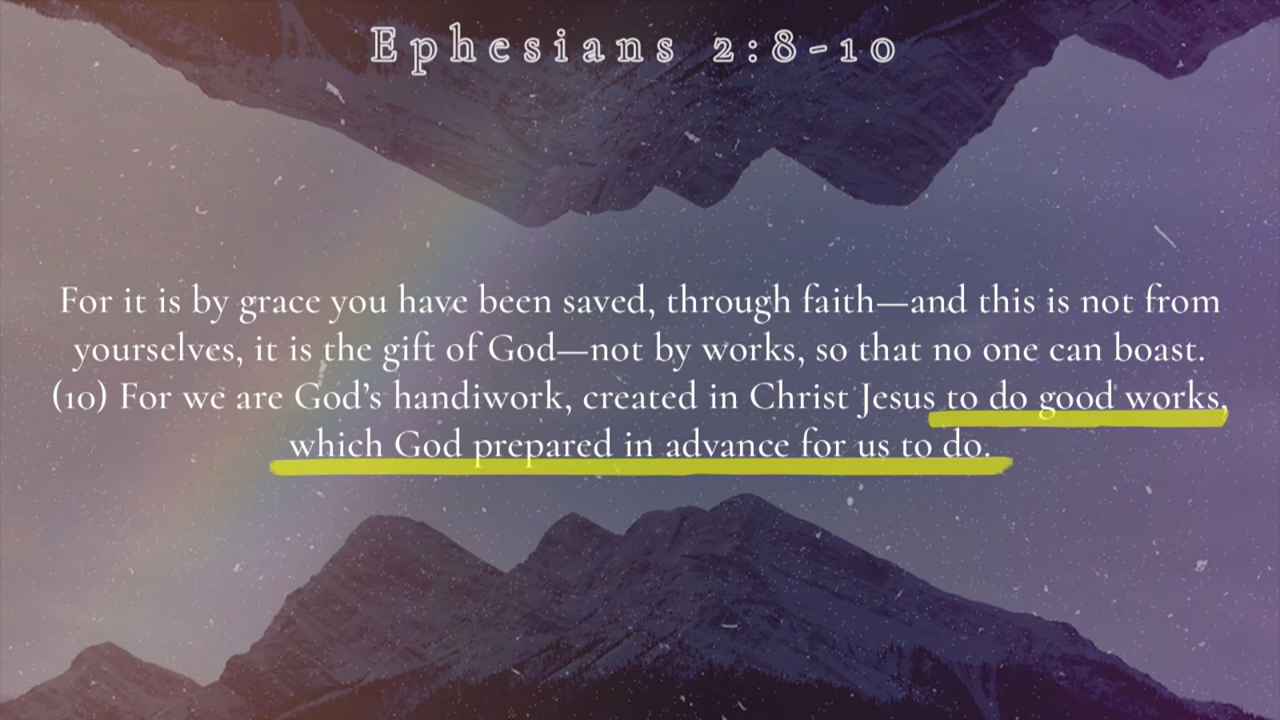 Ephesians 2:8-10
For it is by grace you have been saved, through faith—and this is not from
yourselves, it is the gift of God—not by works, so that no one can boast.
(10) For we are God’s handiwork, created in Christ Jesus to do good works,
which God prepared in advance for us to do.